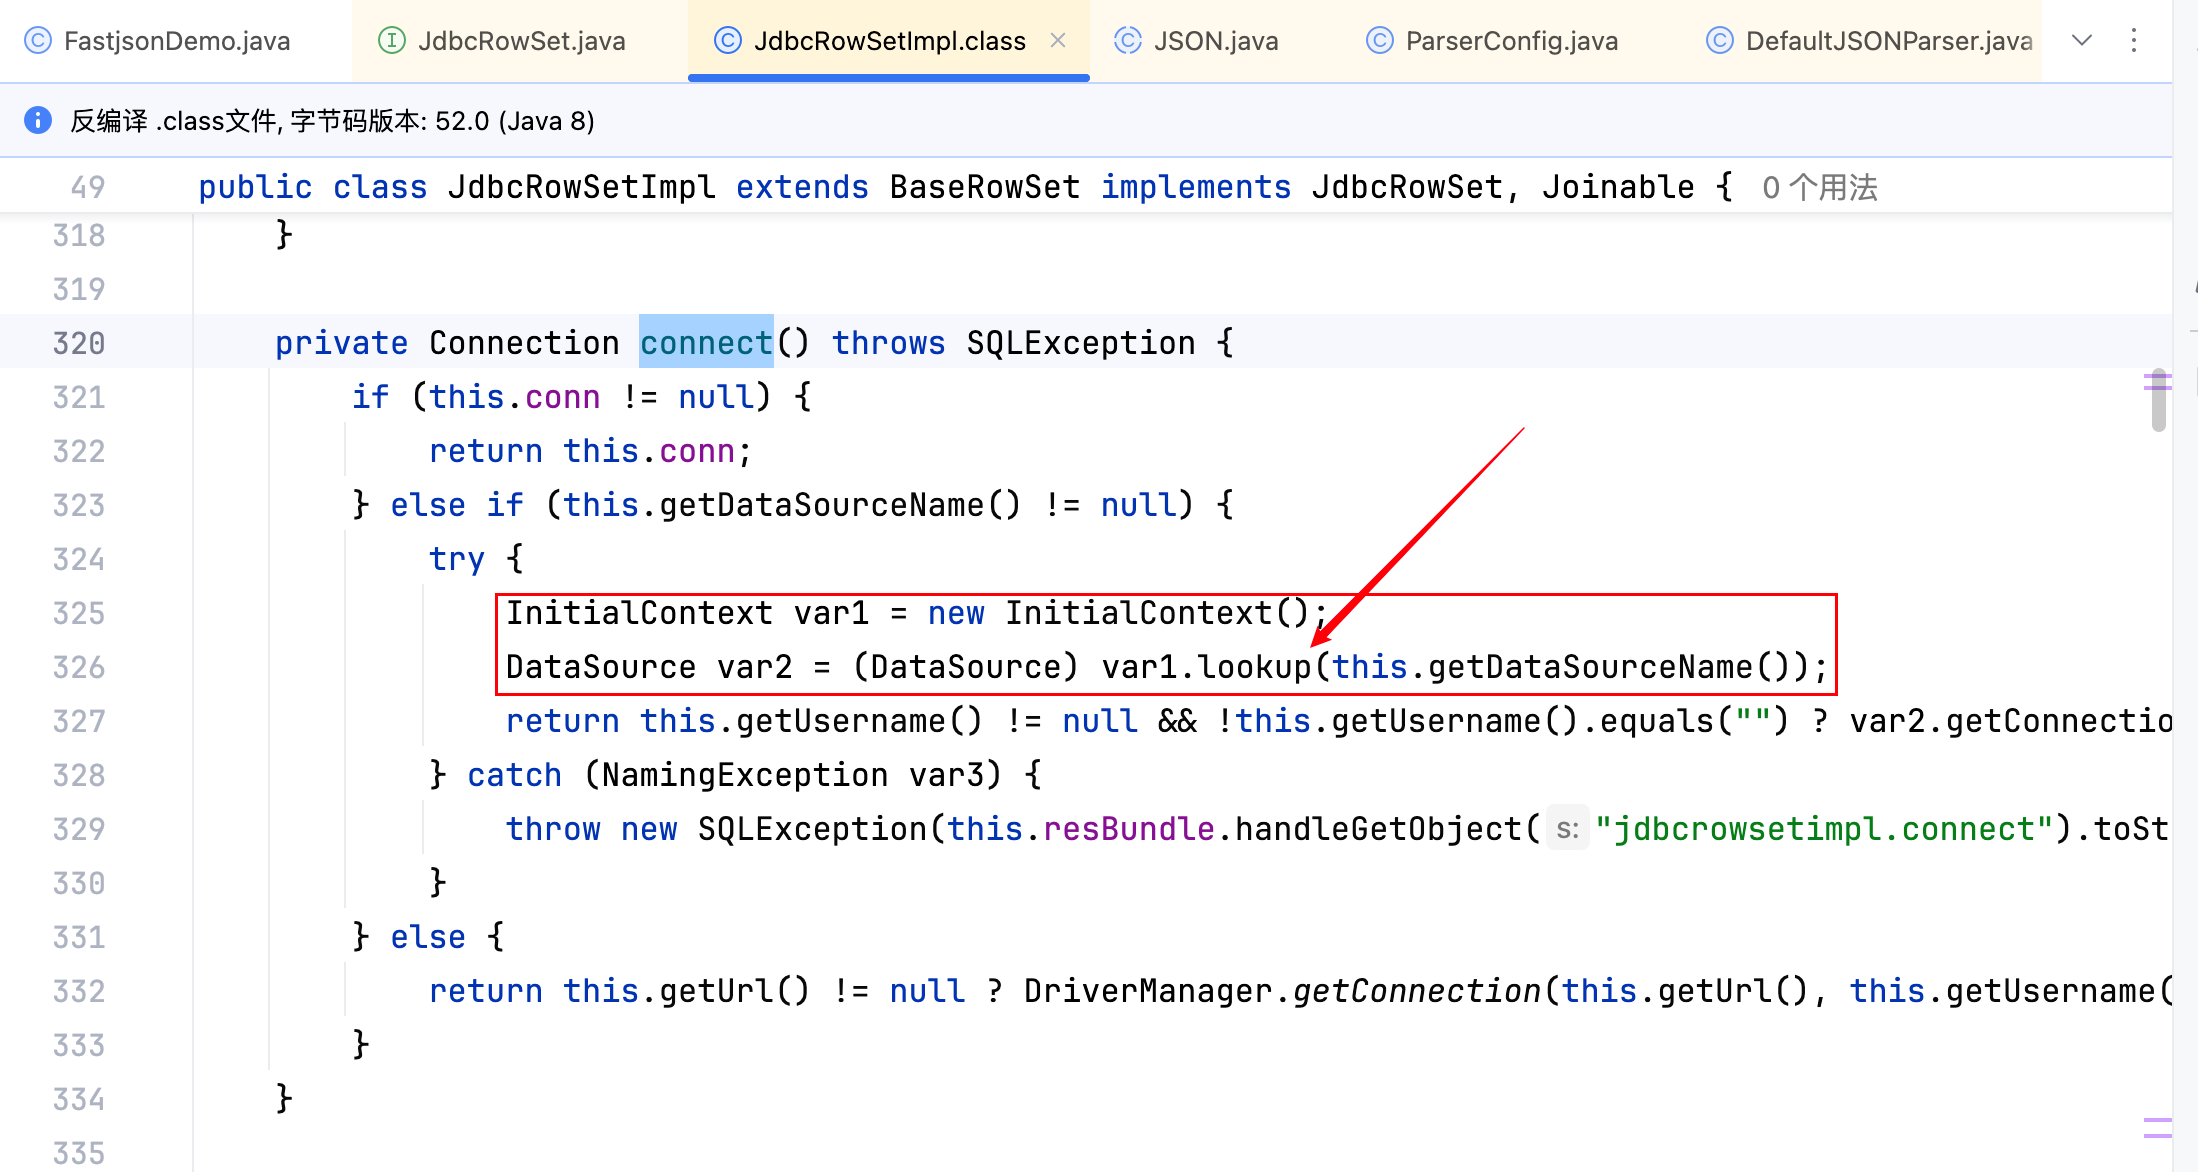 FastjsonDemo.java JdbcRowSet.java JdbcRowSetImpl.class JSON.java ParserConfig.java DefaultJSONParser.java
反编译 .class文件, 字节码版本: 52.0 (Java 8)
49 public class JdbcRowSetImpl extends BaseRowSet implements JdbcRowSet, Joinable { 0 个用法
318 }
319
320 private Connection connect() throws SQLException {
321 if (this.conn != null) {
322 return this.conn;
323 } else if (this.getDataSourceName() != null) {
324 try {
325 InitialContext var1 = new InitialContext();
326 DataSource var2 = (DataSource) var1.lookup(this.getDataSourceName());
327 return this.getUsername() != null && !this.getUsername().equals("") ? var2.getConnectio
328 } catch (NamingException var3) {
329 throw new SQLException(this.resBundle.handleGetObject( s: "jdbcrowsetimpl.connect").toSt
330 }
331 } else {
332 return this.getUrl() != null ? DriverManager.getConnection(this.getUrl(), this.getUsername(
333 }
334 }
335